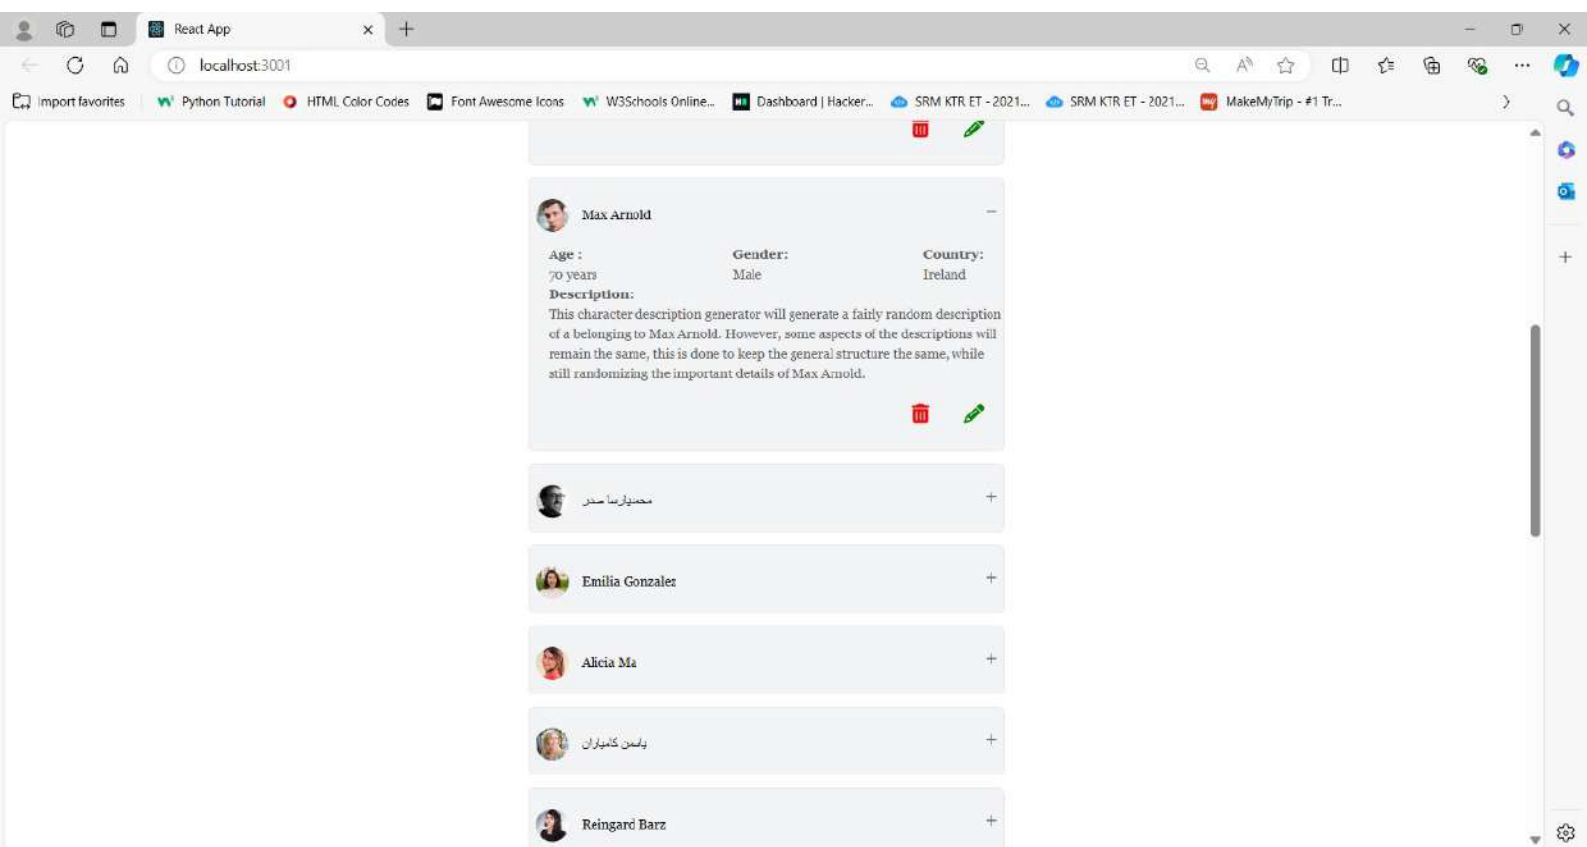 React App
localhost:3001
Import favorites Python Tutorial HTML Color Codes Font Awesome Icons W3Schools Online... Dashboard | Hacker... SRM KTR ET - 2021... SRM KTR ET - 2021... MakeMyTrip - #1 Tr...
Max Arnold
Age : Gender: Country:
70 years Male Ireland
Description:
This character description generator will generate a fairly random description
of a belonging to Max Arnold. However, some aspects of the descriptions will
remain the same, this is done to keep the general structure the same, while
still randomizing the important details of Max Arnold.
محمدپارسا صدر
Emilia Gonzalez
Alicia Ma
یاسمن کامیاران
Reingard Barz